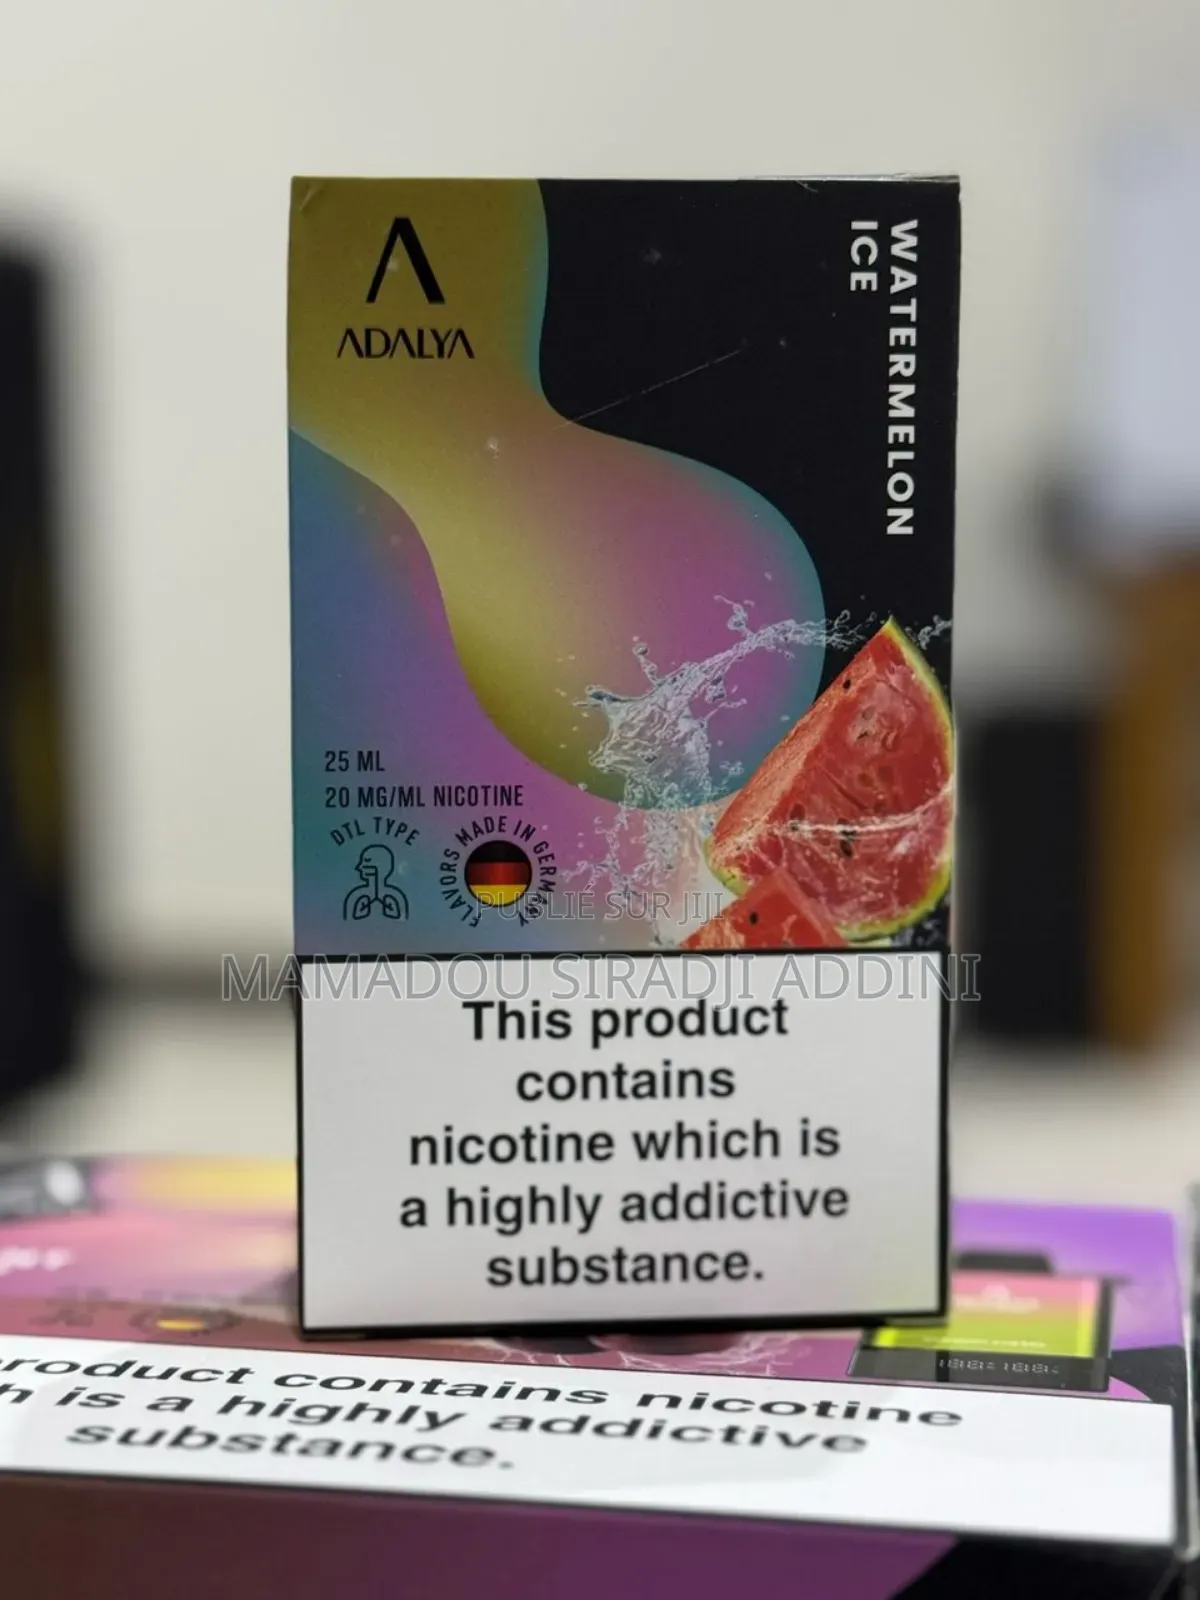 ADALYA
WATERMELON
ICE
25 ML
20 MG/ML NICOTINE
DTL TYPE
FLAVORS MADE IN GERMANY
PUBLIÉ SUR JIJI
MAMADOU SIRADJI ADDINI
This product
contains
nicotine which is
a highly addictive
substance.
roduct contains nicotine
h is a highly addictive
substance.